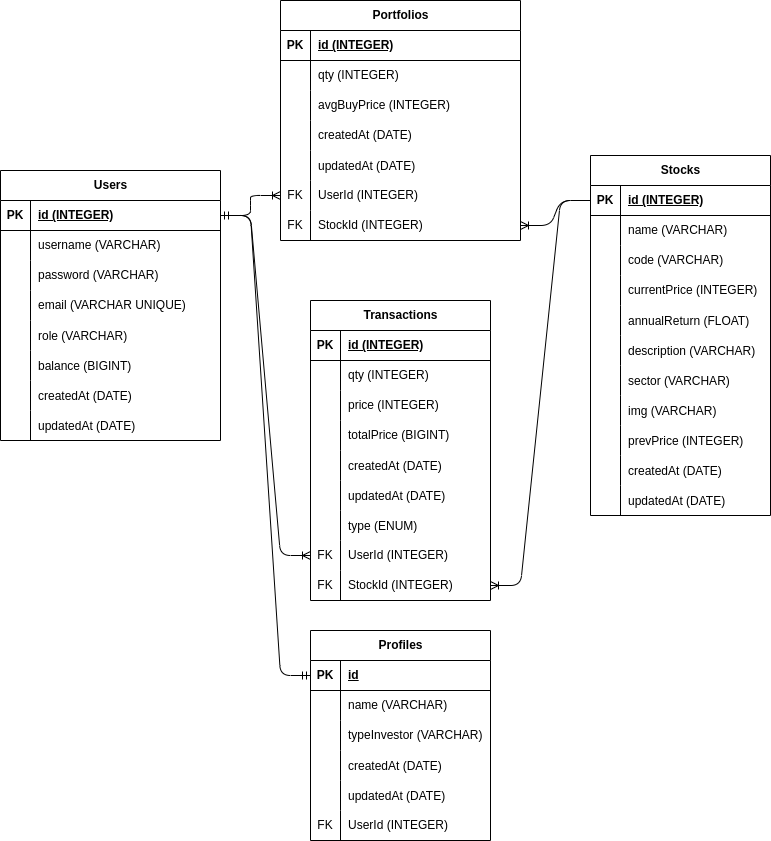 Portfolios
PK id (INTEGER)
qty (INTEGER)
avgBuyPrice (INTEGER)
createdAt (DATE)
updatedAt (DATE)
FK UserId (INTEGER)
FK StockId (INTEGER)
Users
PK id (INTEGER)
username (VARCHAR)
password (VARCHAR)
email (VARCHAR UNIQUE)
role (VARCHAR)
balance (BIGINT)
createdAt (DATE)
updatedAt (DATE)
Stocks
PK id (INTEGER)
name (VARCHAR)
code (VARCHAR)
currentPrice (INTEGER)
annualReturn (FLOAT)
description (VARCHAR)
sector (VARCHAR)
img (VARCHAR)
prevPrice (INTEGER)
createdAt (DATE)
updatedAt (DATE)
Transactions
PK id (INTEGER)
qty (INTEGER)
price (INTEGER)
totalPrice (BIGINT)
createdAt (DATE)
updatedAt (DATE)
type (ENUM)
FK UserId (INTEGER)
FK StockId (INTEGER)
Profiles
PK id
name (VARCHAR)
typeInvestor (VARCHAR)
createdAt (DATE)
updatedAt (DATE)
FK UserId (INTEGER)